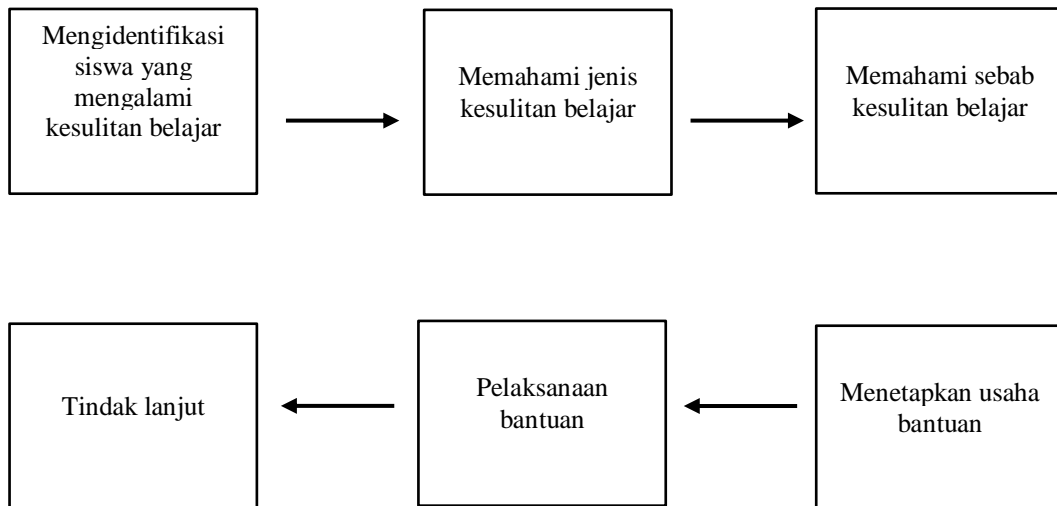 Mengidentifikasi
siswa yang
mengalami
kesulitan belajar
Memahami jenis
kesulitan belajar
Memahami sebab
kesulitan belajar
Tindak lanjut
Pelaksanaan
bantuan
Menetapkan usaha
bantuan